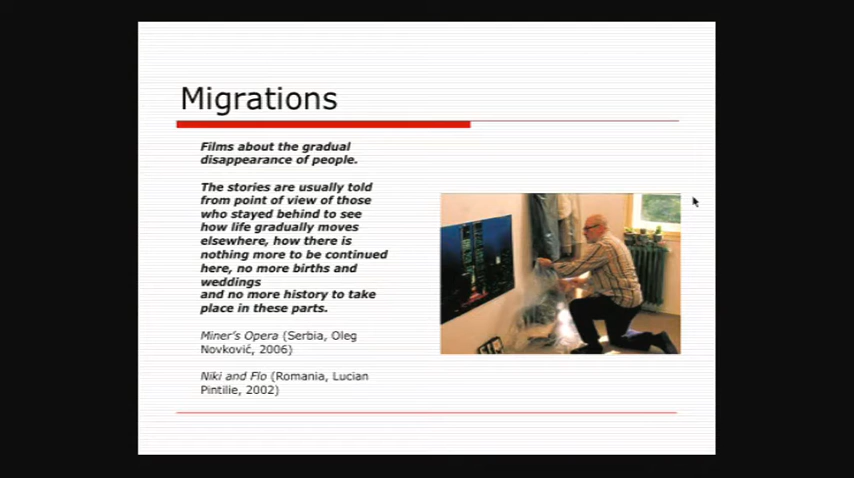 Migrations
Films about the gradual
disappearance of people.
The stories are usually told
from point of view of those
who stayed behind to see
how life gradually moves
elsewhere, how there is
nothing more to be continued
here, no more births and
weddings
and no more history to take
place in these parts.
Miner's Opera (Serbia, Oleg
Novković, 2006)
Niki and Flo (Romania, Lucian
Pintilie, 2002)